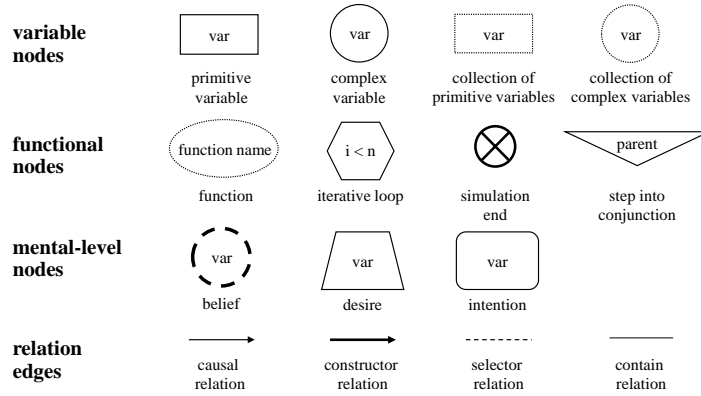 variable
nodes
var
var
var
var
primitive
variable
complex
variable
collection of
primitive variables
collection of
complex variables
functional
nodes
function name
i < n
parent
function
iterative loop
simulation
end
step into
conjunction
mental-level
nodes
var
var
var
belief
desire
intention
relation
edges
causal
relation
constructor
relation
selector
relation
contain
relation